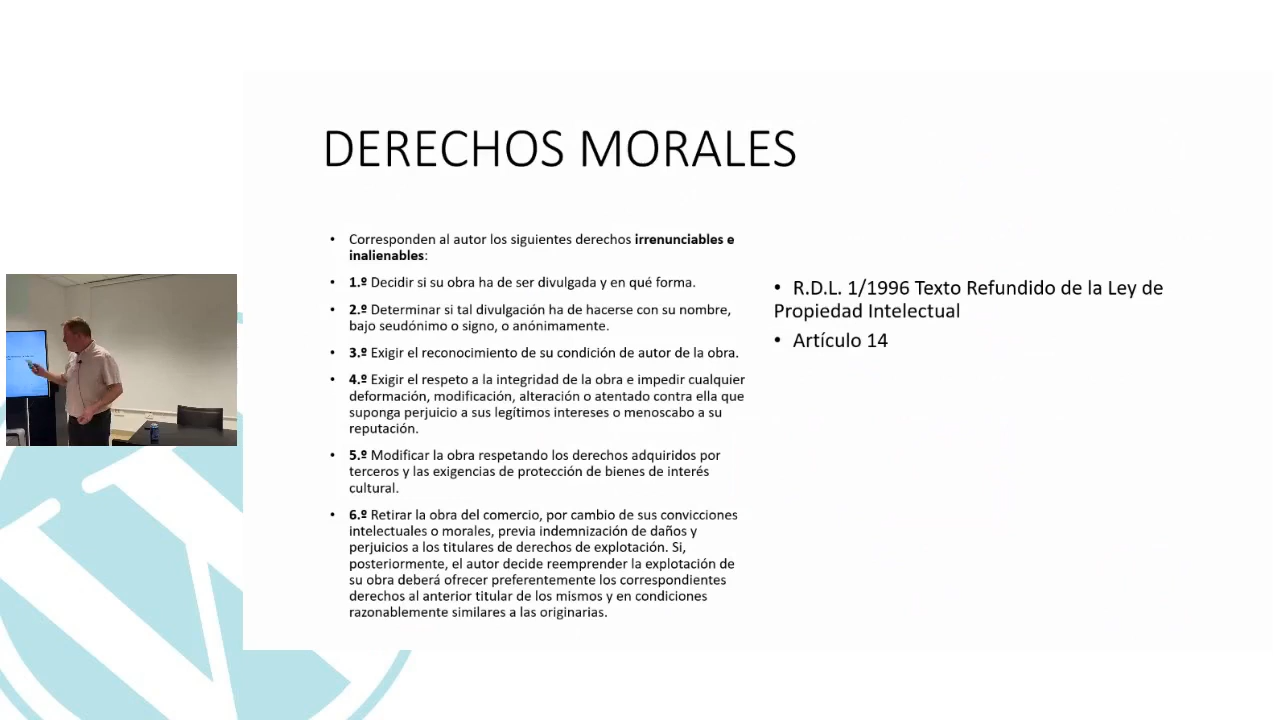 DERECHOS MORALES
• Corresponden al autor los siguientes derechos irrenunciables e
inalienables:
• 1.º Decidir si su obra ha de ser divulgada y en qué forma.
• 2.º Determinar si tal divulgación ha de hacerse con su nombre,
bajo seudónimo o signo, o anónimamente.
• 3.º Exigir el reconocimiento de su condición de autor de la obra.
• 4.º Exigir el respeto a la integridad de la obra e impedir cualquier
deformación, modificación, alteración o atentado contra ella que
suponga perjuicio a sus legítimos intereses o menoscabo a su
reputación.
• 5.º Modificar la obra respetando los derechos adquiridos por
terceros y las exigencias de protección de bienes de interés
cultural.
• 6.º Retirar la obra del comercio, por cambio de sus convicciones
intelectuales o morales, previa indemnización de daños y
perjuicios a los titulares de derechos de explotación. Si,
posteriormente, el autor decide reemprender la explotación de
su obra deberá ofrecer preferentemente los correspondientes
derechos al anterior titular de los mismos y en condiciones
razonablemente similares a las originarias.
• R.D.L. 1/1996 Texto Refundido de la Ley de
Propiedad Intelectual
• Artículo 14